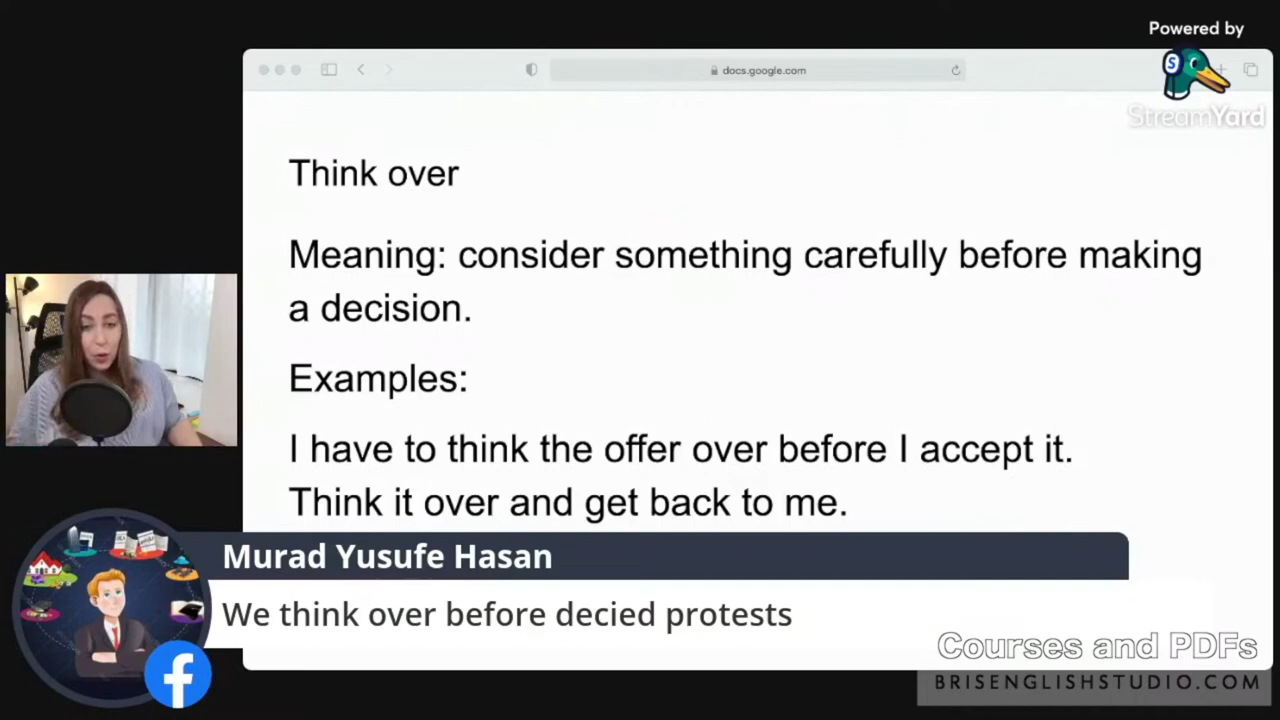 Powered by
StreamYard
docs.google.com
Think over
Meaning: consider something carefully before making
a decision.
Examples:
I have to think the offer over before I accept it.
Think it over and get back to me.
Murad Yusufe Hasan
We think over before decied protests
Courses and PDFs
BRISENGLISHSTUDIO.COM